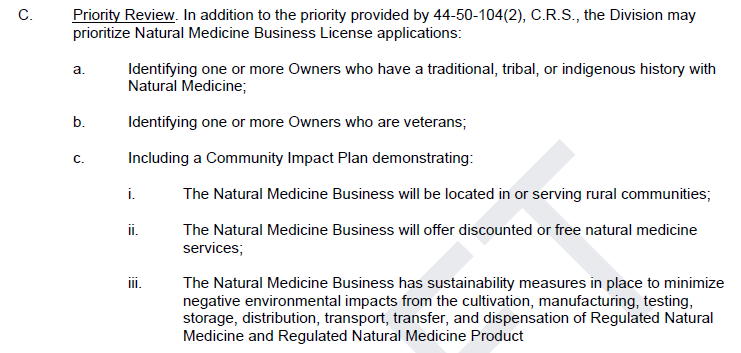 C. Priority Review. In addition to the priority provided by 44-50-104(2), C.R.S., the Division may
prioritize Natural Medicine Business License applications:
a. Identifying one or more Owners who have a traditional, tribal, or indigenous history with
Natural Medicine;
b. Identifying one or more Owners who are veterans;
c. Including a Community Impact Plan demonstrating:
i. The Natural Medicine Business will be located in or serving rural communities;
ii. The Natural Medicine Business will offer discounted or free natural medicine
services;
iii. The Natural Medicine Business has sustainability measures in place to minimize
negative environmental impacts from the cultivation, manufacturing, testing,
storage, distribution, transport, transfer, and dispensation of Regulated Natural
Medicine and Regulated Natural Medicine Product